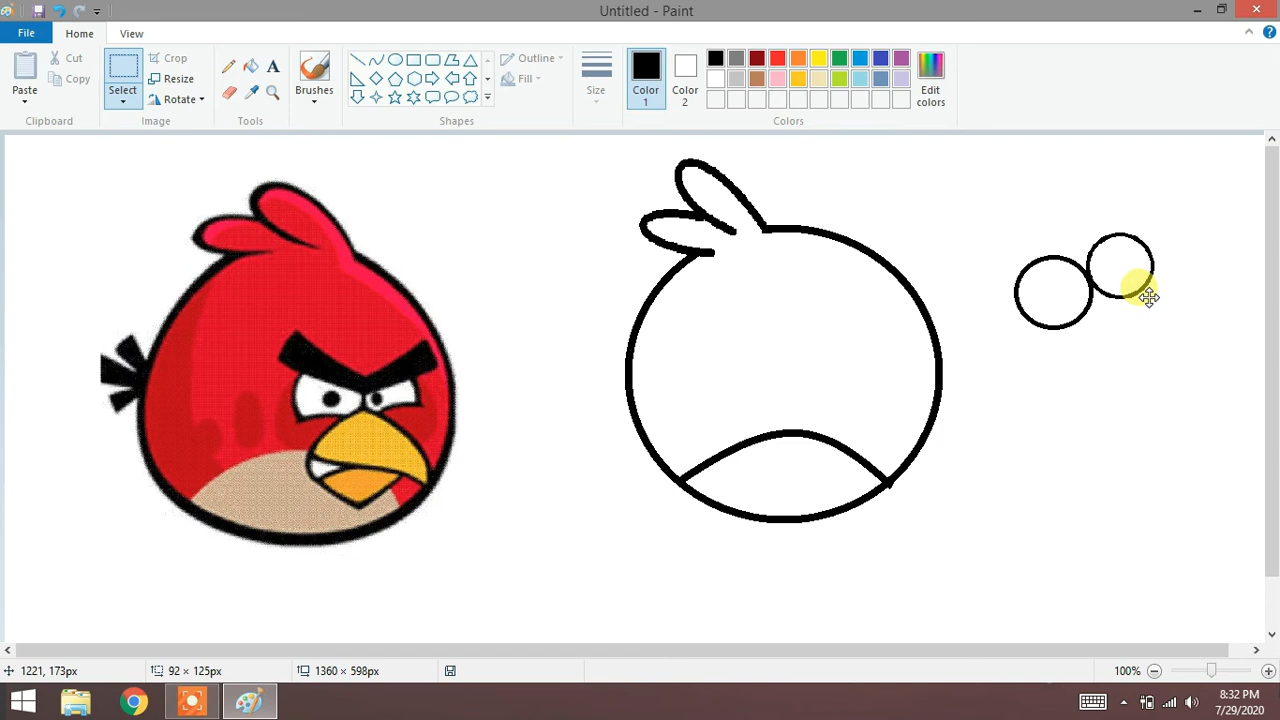 Untitled - Paint
File Home View
Paste
Cut
Copy
Clipboard
Select
Crop
Resize
Rotate
Image
Tools
Brushes
Shapes
Outline
Fill
Size
Color 1
Color 2
Edit colors
Colors
1221, 173px
92 × 125px
1360 × 598px
100%
8:32 PM
7/29/2020